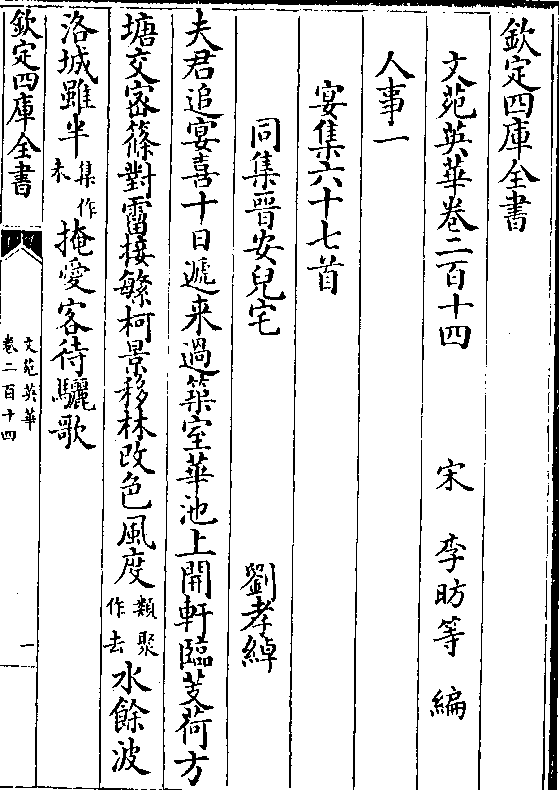 欽定四庫全書
文苑英華卷二百十四　　宋　李昉等　編
人事一
宴集六十七首
同集晋安兒宅　　　劉孝綽
夫君追宴喜十日遞来過築室華池上開軒臨芰荷方
塘交宻篠對霤接繁柯景移林改色風度類聚作去水餘波
洛城雖半集作未掩愛客待驪歌
欽定四庫全書
文苑英華
卷二百十四
一